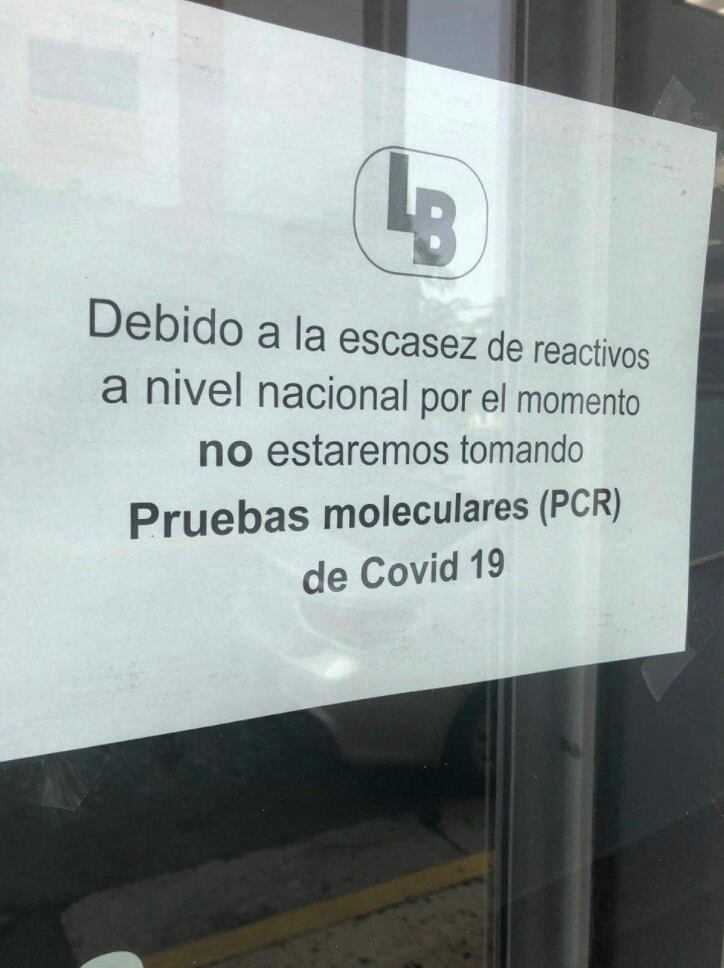 LB
Debido a la escasez de reactivos
a nivel nacional por el momento
no estaremos tomando
Pruebas moleculares (PCR)
de Covid 19